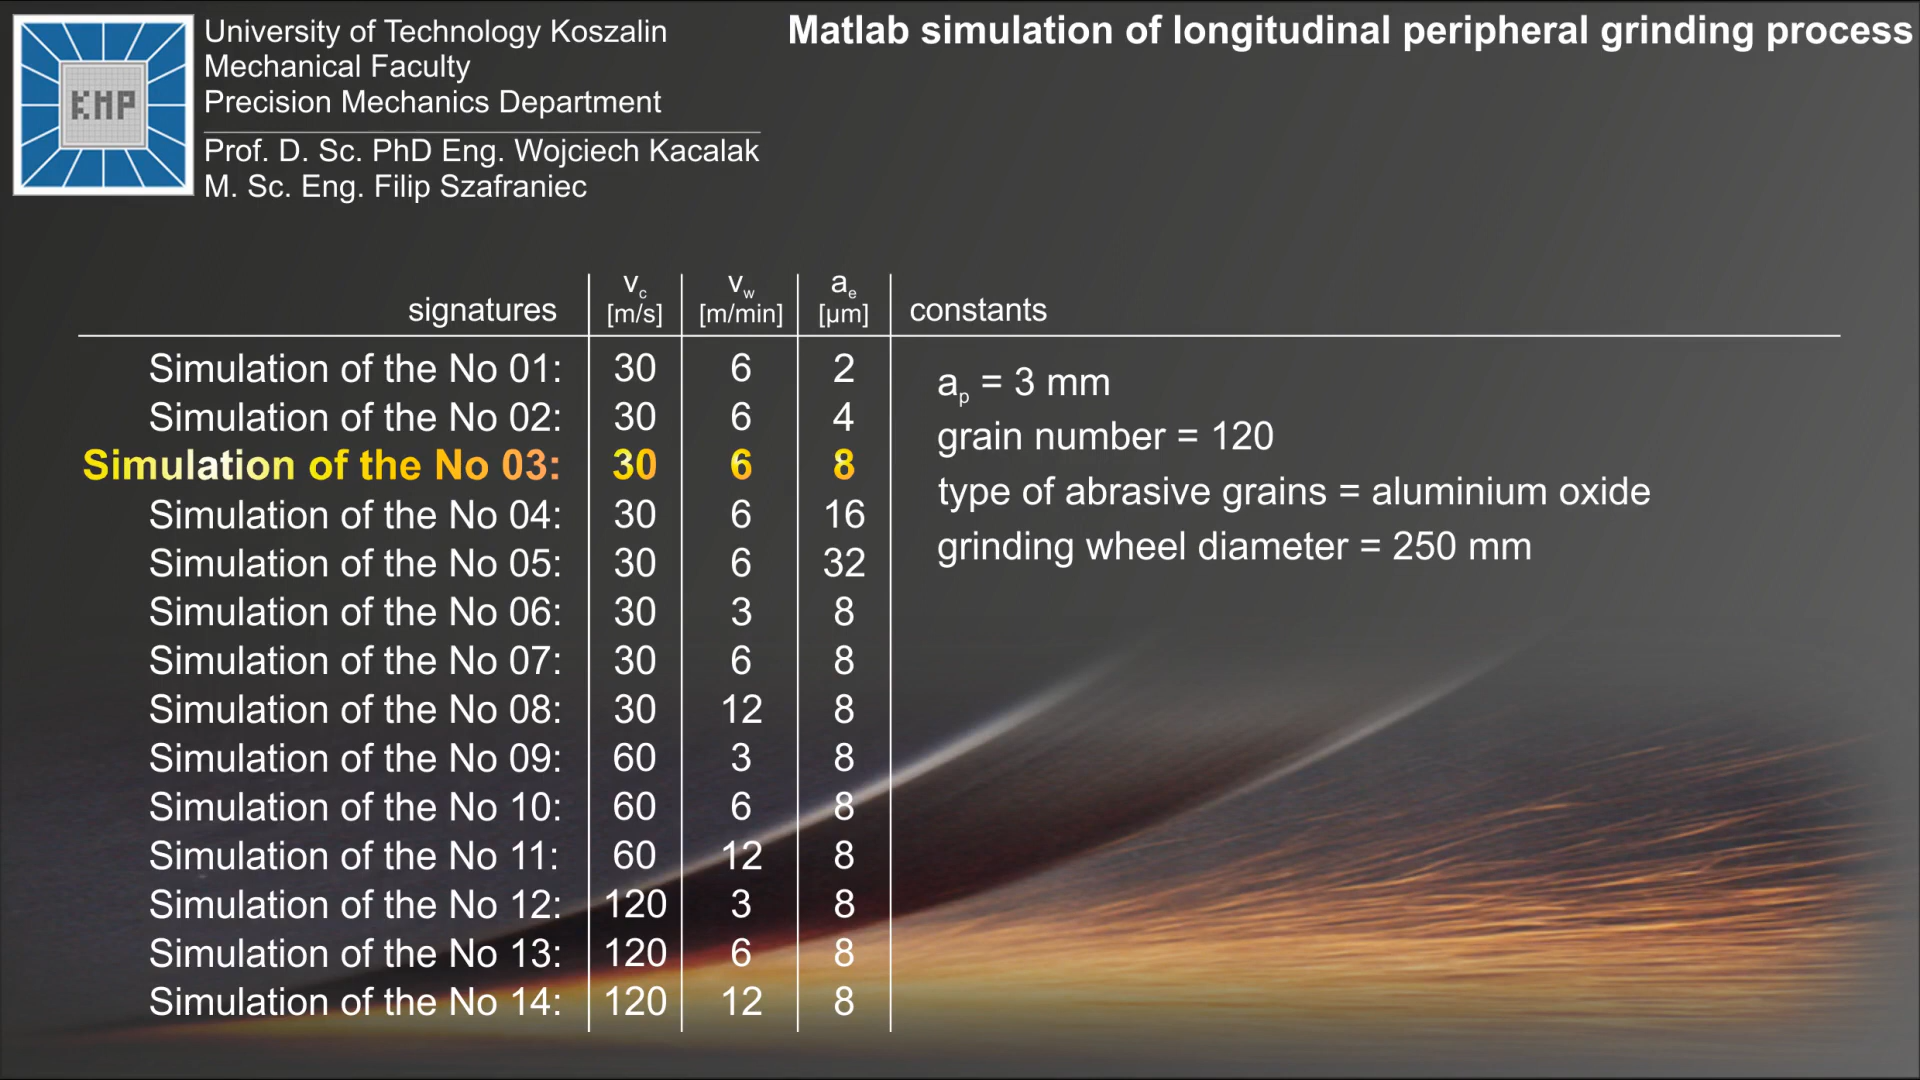 KMP
University of Technology Koszalin
Mechanical Faculty
Precision Mechanics Department
Prof. D. Sc. PhD Eng. Wojciech Kacalak
M. Sc. Eng. Filip Szafraniec
Matlab simulation of longitudinal peripheral grinding process
signatures vc [m/s] vw [m/min] ae [µm] constants
Simulation of the No 01: 30 6 2
Simulation of the No 02: 30 6 4
Simulation of the No 03: 30 6 8
Simulation of the No 04: 30 6 16
Simulation of the No 05: 30 6 32
Simulation of the No 06: 30 3 8
Simulation of the No 07: 30 6 8
Simulation of the No 08: 30 12 8
Simulation of the No 09: 60 3 8
Simulation of the No 10: 60 6 8
Simulation of the No 11: 60 12 8
Simulation of the No 12: 120 3 8
Simulation of the No 13: 120 6 8
Simulation of the No 14: 120 12 8
ap = 3 mm
grain number = 120
type of abrasive grains = aluminium oxide
grinding wheel diameter = 250 mm